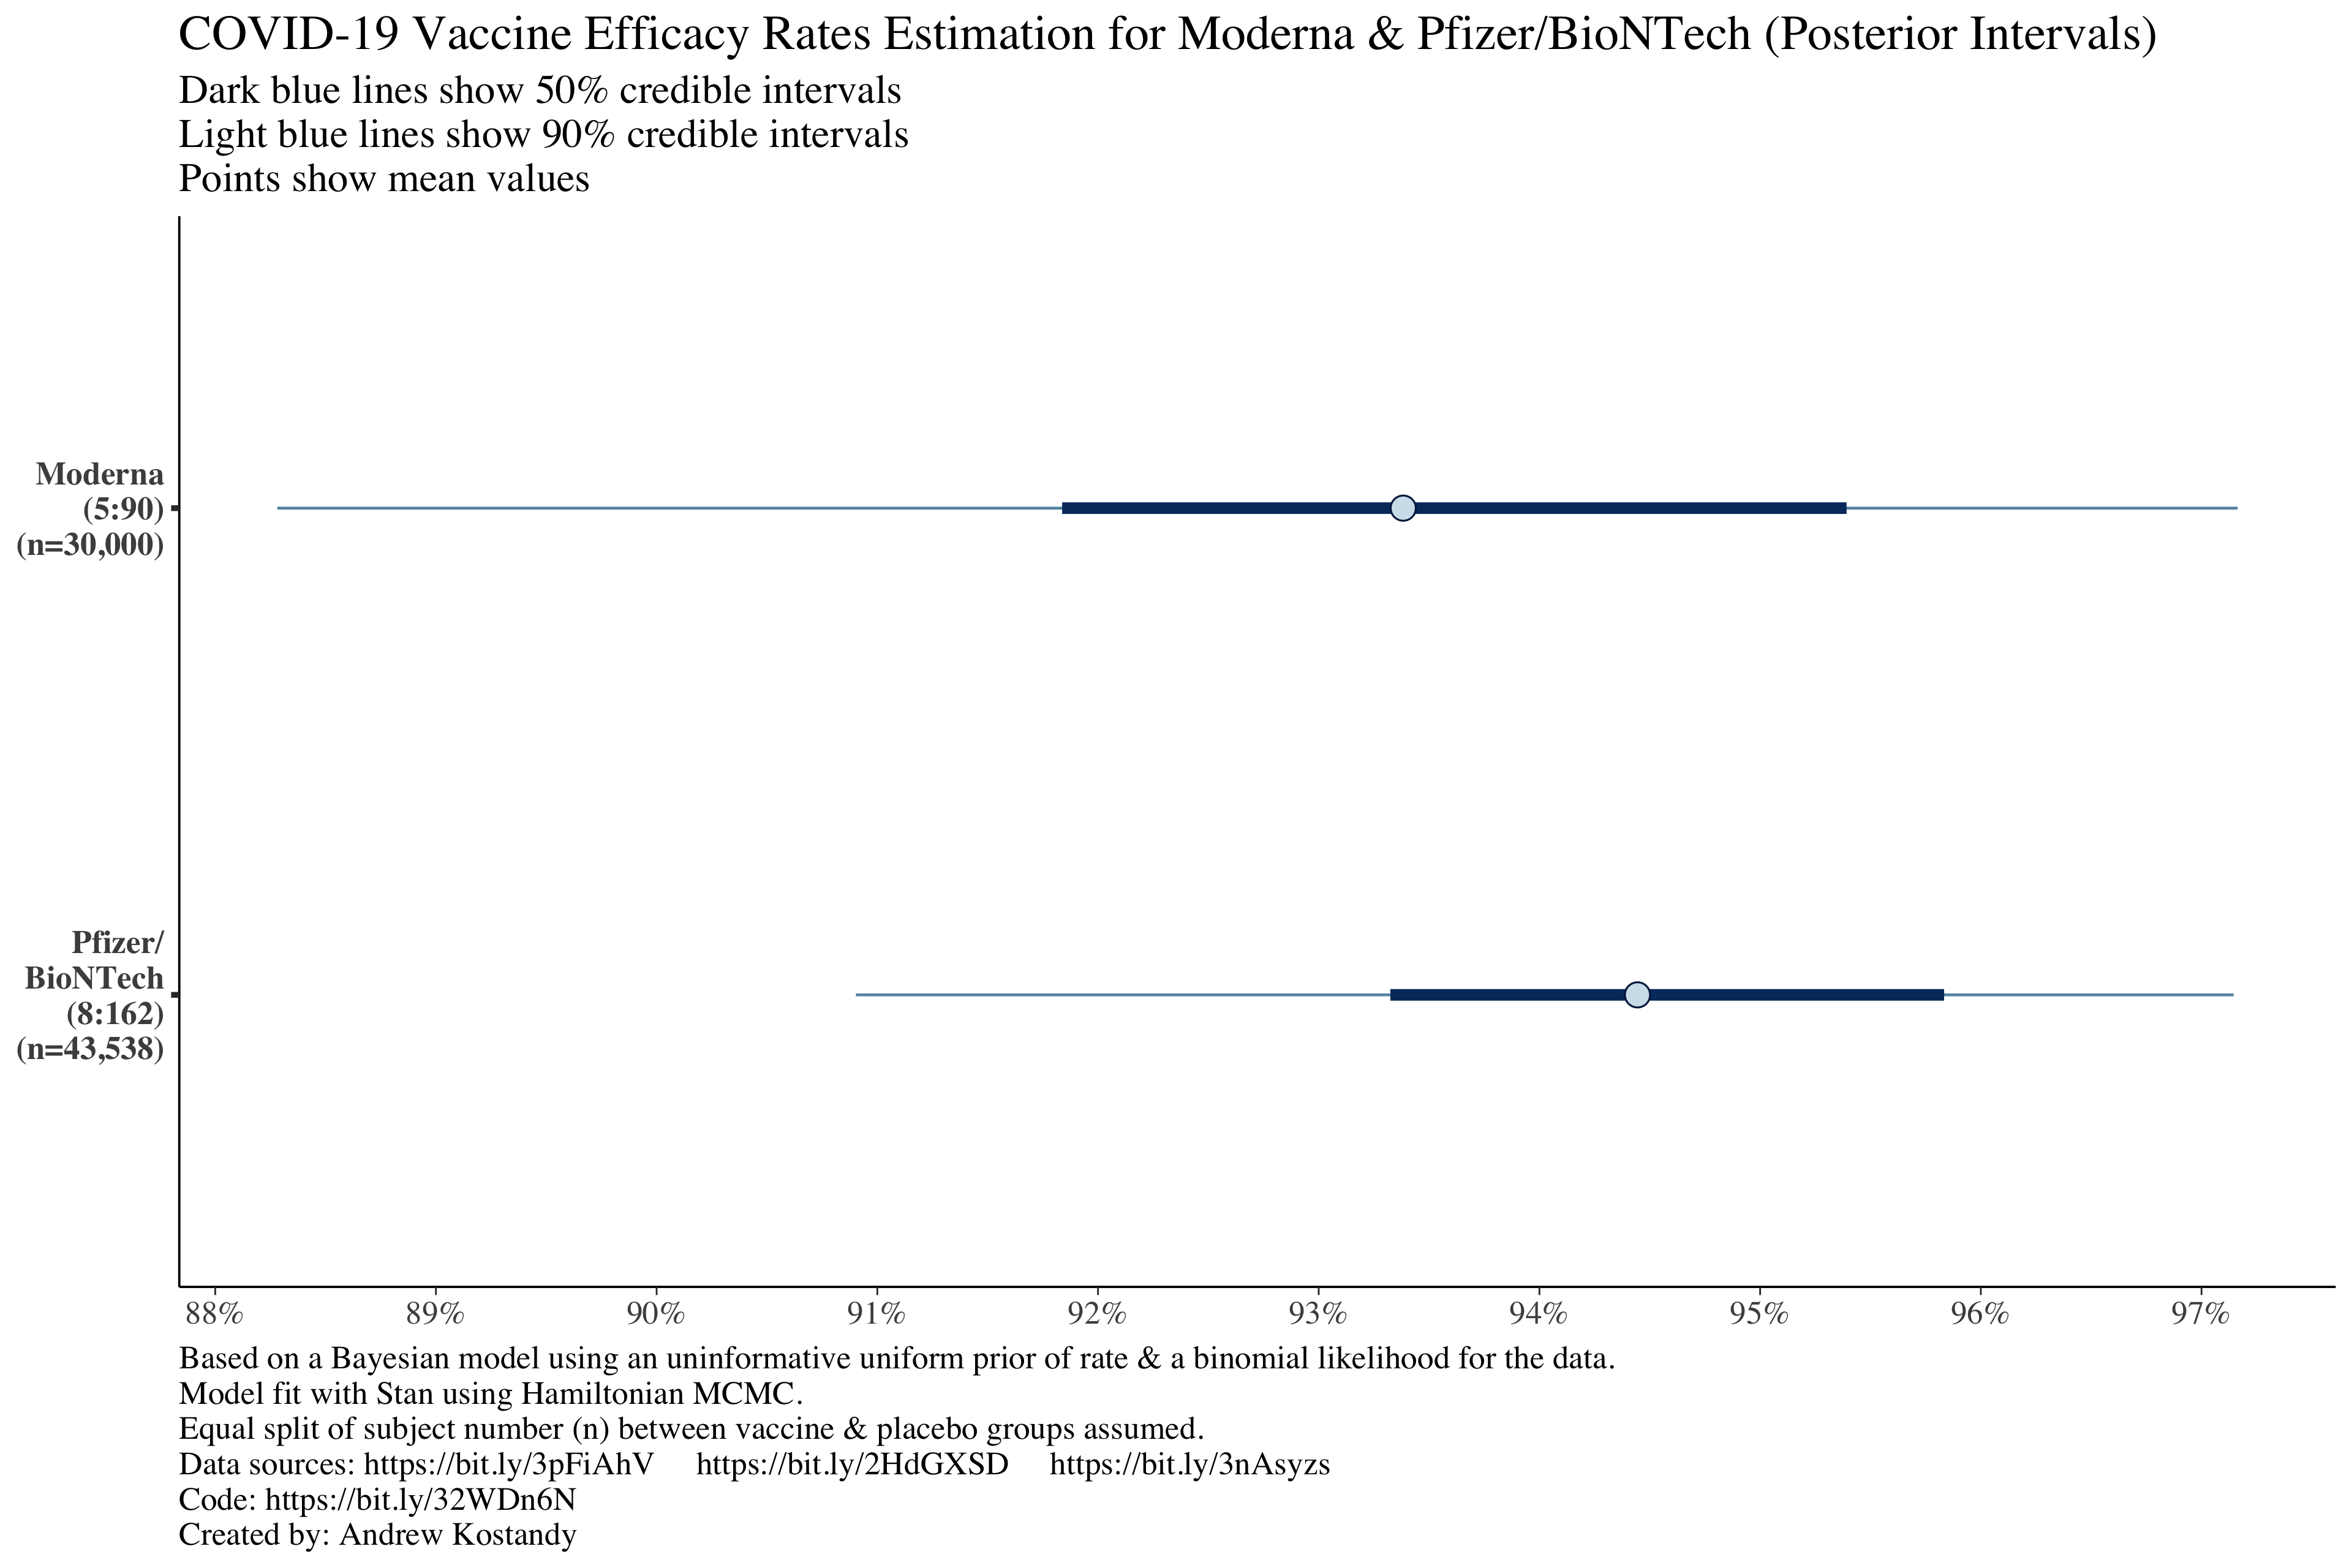 COVID-19 Vaccine Efficacy Rates Estimation for Moderna & Pfizer/BioNTech (Posterior Intervals)
Dark blue lines show 50% credible intervals
Light blue lines show 90% credible intervals
Points show mean values
Moderna
(5:90)
(n=30,000)
Pfizer/
BioNTech
(8:162)
(n=43,538)
88% 89% 90% 91% 92% 93% 94% 95% 96% 97%
Based on a Bayesian model using an uninformative uniform prior of rate & a binomial likelihood for the data.
Model fit with Stan using Hamiltonian MCMC.
Equal split of subject number (n) between vaccine & placebo groups assumed.
Data sources: https://bit.ly/3pFiAhV https://bit.ly/2HdGXSD https://bit.ly/3nAsyzs
Code: https://bit.ly/32WDn6N
Created by: Andrew Kostandy